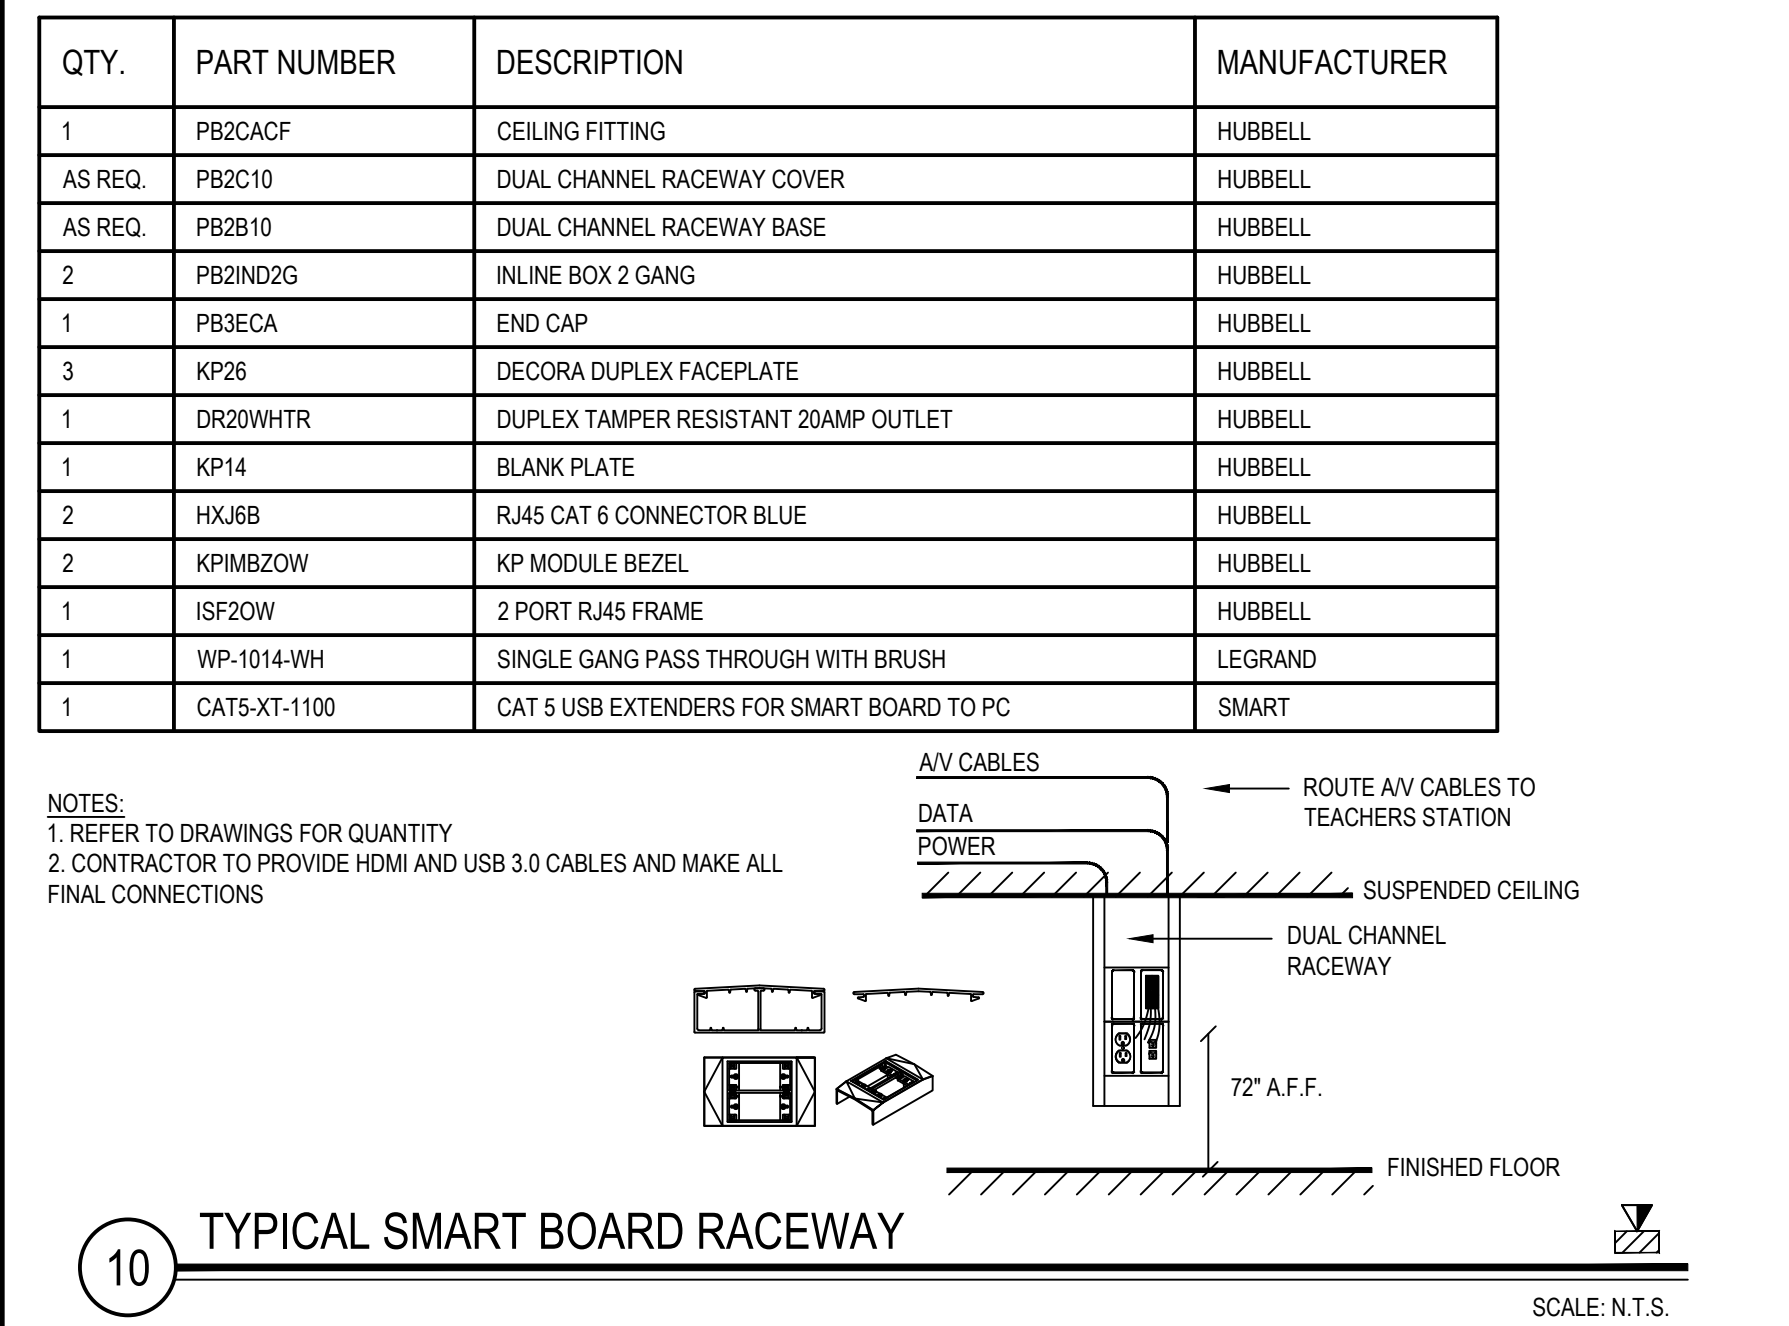 QTY. PART NUMBER DESCRIPTION MANUFACTURER
1 PB2CACF CEILING FITTING HUBBELL
AS REQ. PB2C10 DUAL CHANNEL RACEWAY COVER HUBBELL
AS REQ. PB2B10 DUAL CHANNEL RACEWAY BASE HUBBELL
2 PB2IND2G INLINE BOX 2 GANG HUBBELL
1 PB3ECA END CAP HUBBELL
3 KP26 DECORA DUPLEX FACEPLATE HUBBELL
1 DR20WHTR DUPLEX TAMPER RESISTANT 20AMP OUTLET HUBBELL
1 KP14 BLANK PLATE HUBBELL
2 HXJ6B RJ45 CAT 6 CONNECTOR BLUE HUBBELL
2 KPIMBZOW KP MODULE BEZEL HUBBELL
1 ISF2OW 2 PORT RJ45 FRAME HUBBELL
1 WP-1014-WH SINGLE GANG PASS THROUGH WITH BRUSH LEGRAND
1 CAT5-XT-1100 CAT 5 USB EXTENDERS FOR SMART BOARD TO PC SMART
NOTES:
1. REFER TO DRAWINGS FOR QUANTITY
2. CONTRACTOR TO PROVIDE HDMI AND USB 3.0 CABLES AND MAKE ALL
FINAL CONNECTIONS
A/V CABLES
DATA
POWER
ROUTE A/V CABLES TO
TEACHERS STATION
SUSPENDED CEILING
DUAL CHANNEL
RACEWAY
72" A.F.F.
FINISHED FLOOR
10 TYPICAL SMART BOARD RACEWAY
SCALE: N.T.S.